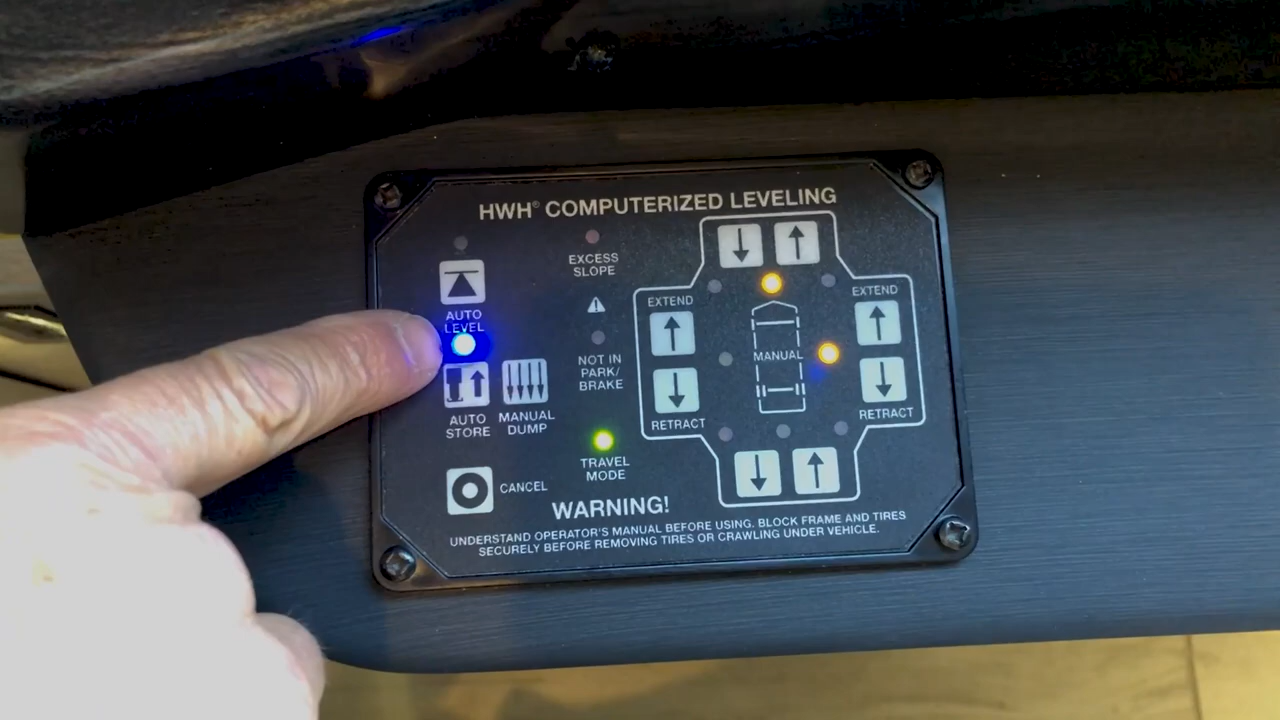 HWH® COMPUTERIZED LEVELING
AUTO
LEVEL
AUTO
STORE
MANUAL
DUMP
CANCEL
EXCESS
SLOPE
NOT IN
PARK/
BRAKE
TRAVEL
MODE
EXTEND
RETRACT
MANUAL
EXTEND
RETRACT
WARNING!
UNDERSTAND OPERATOR'S MANUAL BEFORE USING. BLOCK FRAME AND TIRES
SECURELY BEFORE REMOVING TIRES OR CRAWLING UNDER VEHICLE.